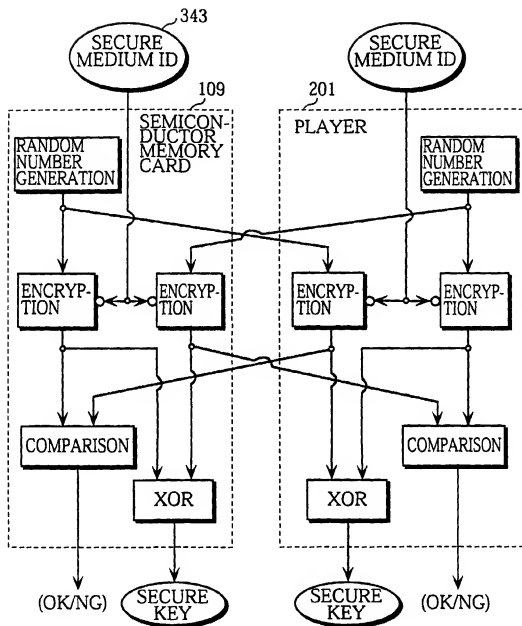 343
SECURE
MEDIUM ID
SECURE
MEDIUM ID
109
SEMICON-
DUCTOR
MEMORY
CARD
RANDOM
NUMBER
GENERATION
201
PLAYER
RANDOM
NUMBER
GENERATION
ENCRYP-
TION
ENCRYP-
TION
ENCRYP-
TION
ENCRYP-
TION
COMPARISON
XOR
XOR
COMPARISON
(OK/NG)
SECURE
KEY
SECURE
KEY
(OK/NG)